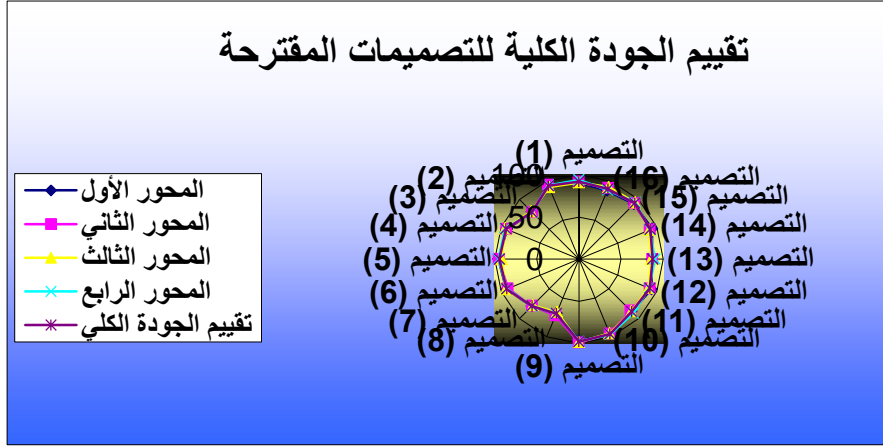 تقييم الجودة الكلية للتصميمات المقترحة
المحور الأول
المحور الثاني
المحور الثالث
المحور الرابع
تقييم الجودة الكلي
100
50
0
التصميم (1)
التصميم (2)
التصميم (3)
التصميم (4)
التصميم (5)
التصميم (6)
التصميم (7)
التصميم (8)
التصميم (9)
التصميم (10)
التصميم (11)
التصميم (12)
التصميم (13)
التصميم (14)
التصميم (15)
التصميم (16)